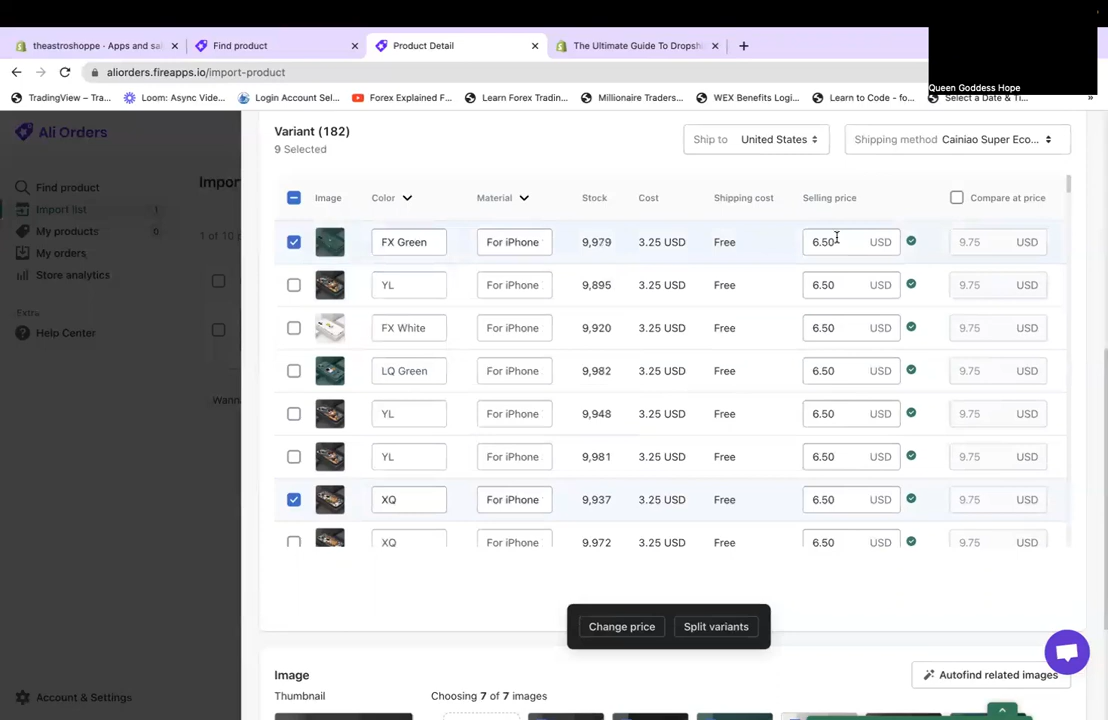 theastroshoppe · Apps and sa
Find product
Product Detail
The Ultimate Guide To Dropsh
aliorders.fireapps.io/import-product
Queen Goddess Hope
TradingView – Tra...
Loom: Async Vide...
Login Account Sel...
Forex Explained F...
Learn Forex Tradin...
Millionaire Traders...
WEX Benefits Logi...
Learn to Code - fo...
Select a Date & Ti...
Ali Orders
Find product
Import list 1
My products
My orders
Store analytics
Extra
Help Center
Account & Settings
Impor
1 of 10
Wanna
Variant (182)
9 Selected
Ship to United States
Shipping method Cainiao Super Eco...
Image Color Material Stock Cost Shipping cost Selling price Compare at price
FX Green For iPhone 9,979 3.25 USD Free 6.50 USD 9.75 USD
YL For iPhone 9,895 3.25 USD Free 6.50 USD 9.75 USD
FX White For iPhone 9,920 3.25 USD Free 6.50 USD 9.75 USD
LQ Green For iPhone 9,982 3.25 USD Free 6.50 USD 9.75 USD
YL For iPhone 9,948 3.25 USD Free 6.50 USD 9.75 USD
YL For iPhone 9,981 3.25 USD Free 6.50 USD 9.75 USD
XQ For iPhone 9,937 3.25 USD Free 6.50 USD 9.75 USD
XQ For iPhone 9,972 3.25 USD Free 6.50 USD 9.75 USD
Change price
Split variants
Image
Autofind related images
Thumbnail
Choosing 7 of 7 images